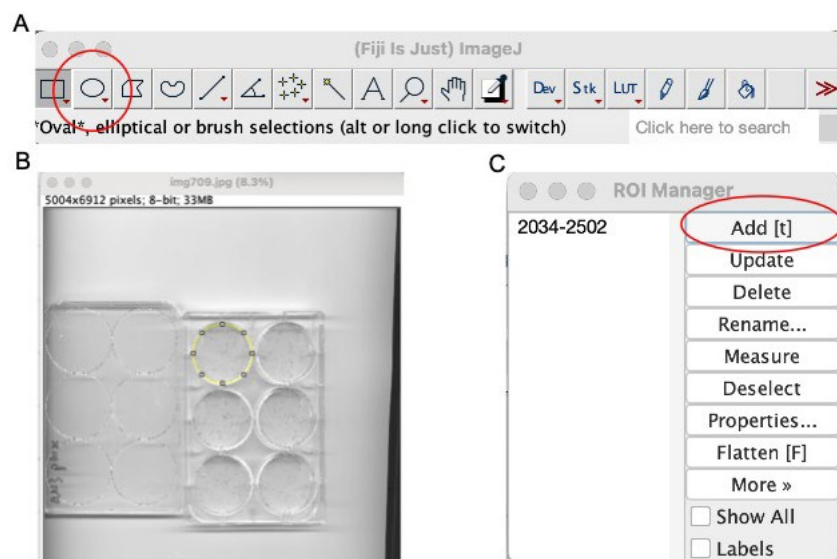 A
(Fiji Is Just) ImageJ
A
Dev Stk LUT
*Oval*, elliptical or brush selections (alt or long click to switch)
Click here to search
B
img709.jpg (8.3%)
5004x6912 pixels; 8-bit; 33MB
C
ROI Manager
2034-2502
Add [t]
Update
Delete
Rename...
Measure
Deselect
Properties...
Flatten [F]
More »
Show All
Labels